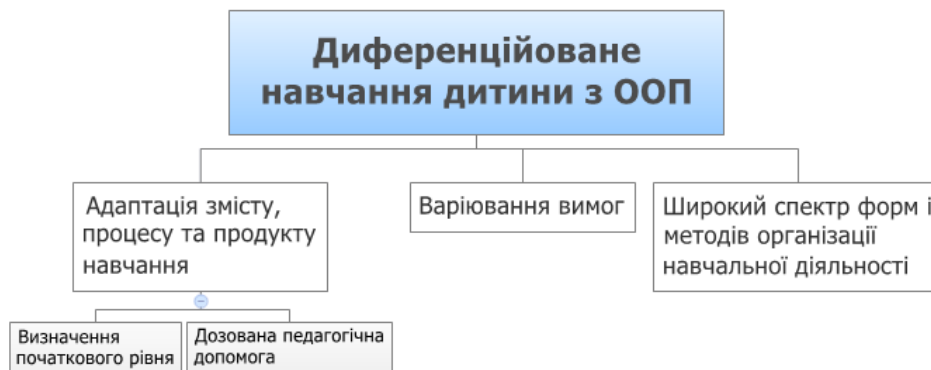 Диференційоване
навчання дитини з ООП
Адаптація змісту,
процесу та продукту
навчання
Варіювання вимог
Широкий спектр форм і
методів організації
навчальної діяльності
Визначення
початкового рівня
Дозована педагогічна
допомога